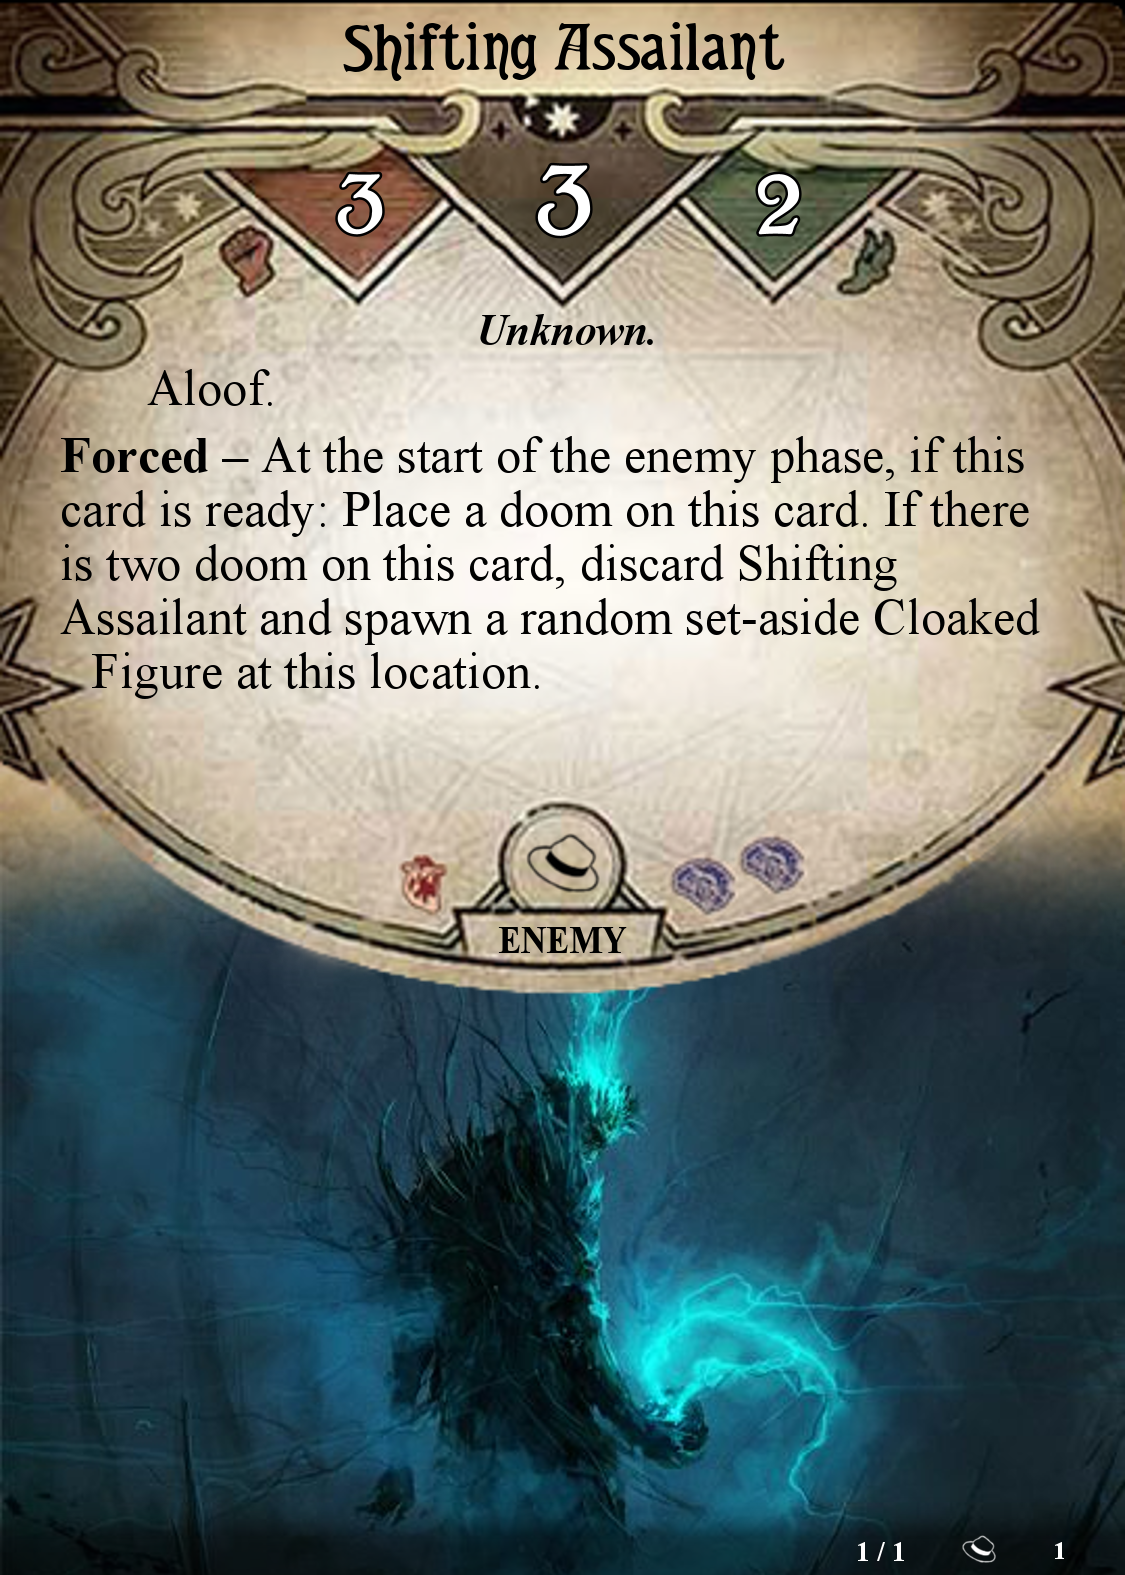 Shifting Assailant
3 3 2
Unknown.
Aloof.
Forced – At the start of the enemy phase, if this
card is ready: Place a doom on this card. If there
is two doom on this card, discard Shifting
Assailant and spawn a random set-aside Cloaked
Figure at this location.
ENEMY
1 / 1 1